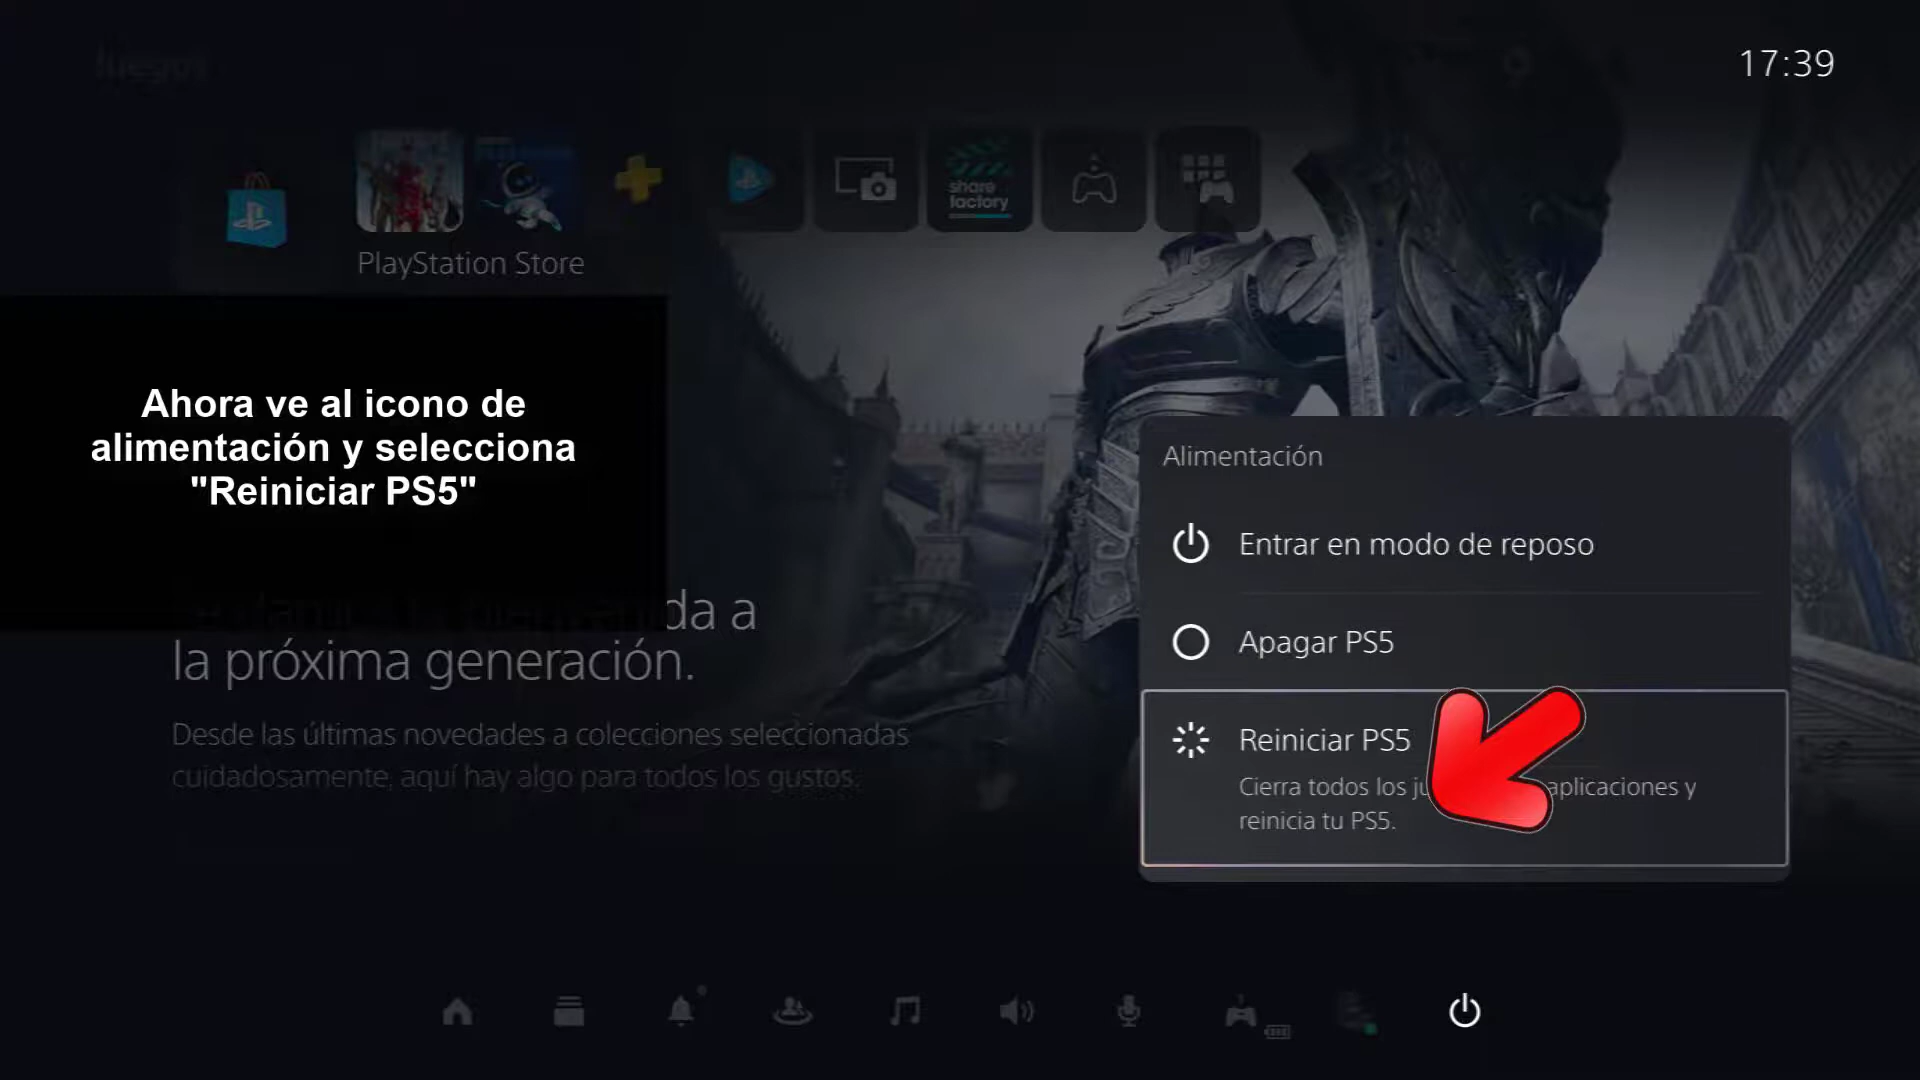 Juegos
17:39
share
factory
PlayStation Store
Ahora ve al icono de
alimentación y selecciona
"Reiniciar PS5"
Alimentación
Entrar en modo de reposo
Apagar PS5
Reiniciar PS5
Cierra todos los aplicaciones y
reinicia tu PS5.
da a
la próxima generación.
Desde las últimas novedades a colecciones seleccionadas
cuidadosamente, aquí hay algo para todos los gustos.